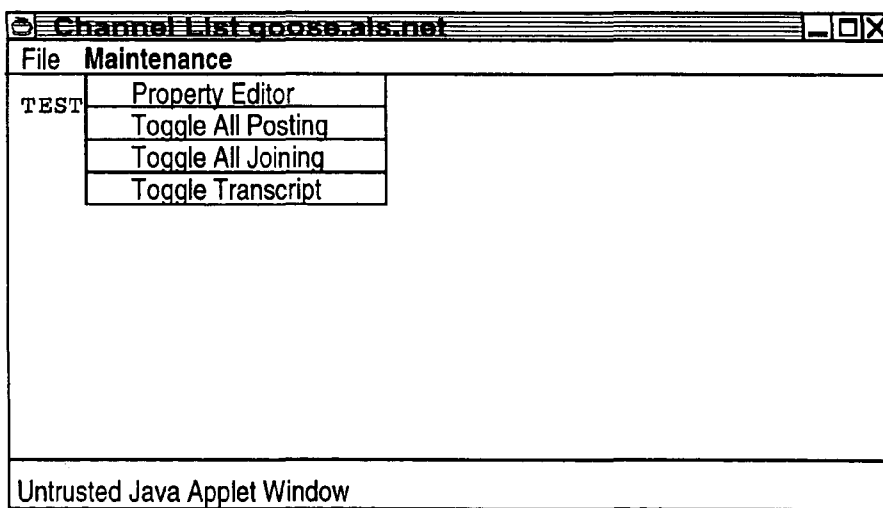 Channel List goose.als.net
File Maintenance
TEST
Property Editor
Toggle All Posting
Toggle All Joining
Toggle Transcript
Untrusted Java Applet Window